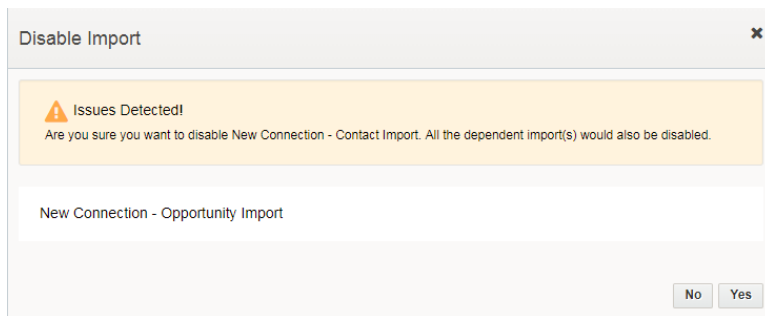 Disable Import
Issues Detected!
Are you sure you want to disable New Connection - Contact Import. All the dependent import(s) would also be disabled.
New Connection - Opportunity Import
No Yes